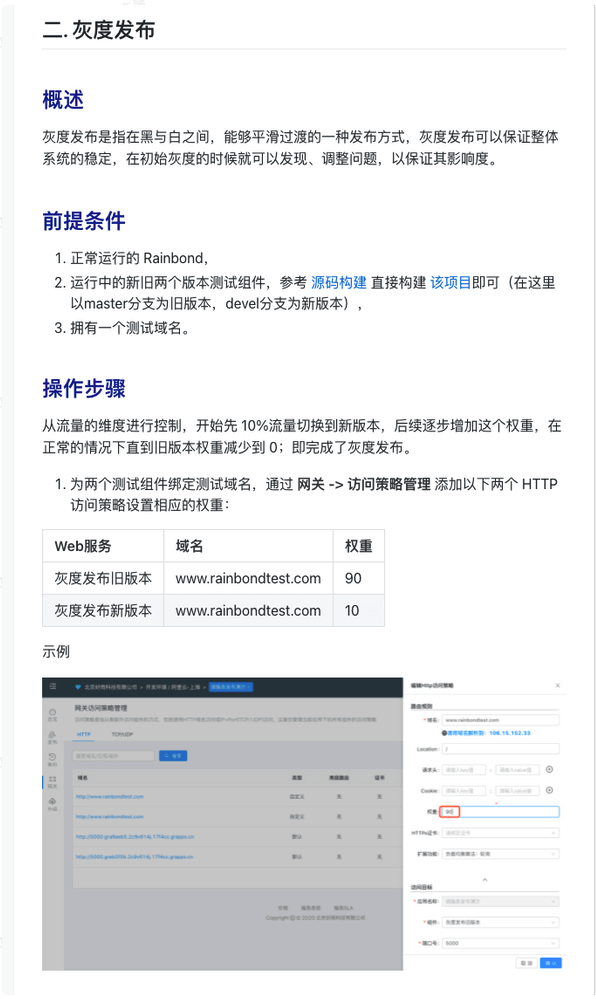 二. 灰度发布
概述
灰度发布是指在黑与白之间，能够平滑过渡的一种发布方式，灰度发布可以保证整体
系统的稳定，在初始灰度的时候就可以发现、调整问题，以保证其影响度。
前提条件
1. 正常运行的 Rainbond，
2. 运行中的新旧两个版本测试组件，参考 源码构建 直接构建 该项目即可（在这里
以master分支为旧版本，devel分支为新版本），
3. 拥有一个测试域名。
操作步骤
从流量的维度进行控制，开始先 10%流量切换到新版本，后续逐步增加这个权重，在
正常的情况下直到旧版本权重减少到 0；即完成了灰度发布。
1. 为两个测试组件绑定测试域名，通过 网关 -> 访问策略管理 添加以下两个 HTTP
访问策略设置相应的权重：
Web服务 域名 权重
灰度发布旧版本 www.rainbondtest.com 90
灰度发布新版本 www.rainbondtest.com 10
示例
编辑Http访问策略
网关访问策略管理
路由规则
HTTP TCP/UDP
* 域名: www.rainbondtest.com
请将域名解析到: 106.15.152.33
Location: /
请求头:
Cookie:
权重: 90
HTTPs证书:
扩展功能:
域名 类型 高级路由 证书
http://www.rainbondtest.com 自定义 无 无
http://www.rainbondtest.com 自定义 无 无
默认 无 无
默认 无 无
访问目标
* 应用名称:
* 组件: 灰度发布旧版本
* 端口号: 5000